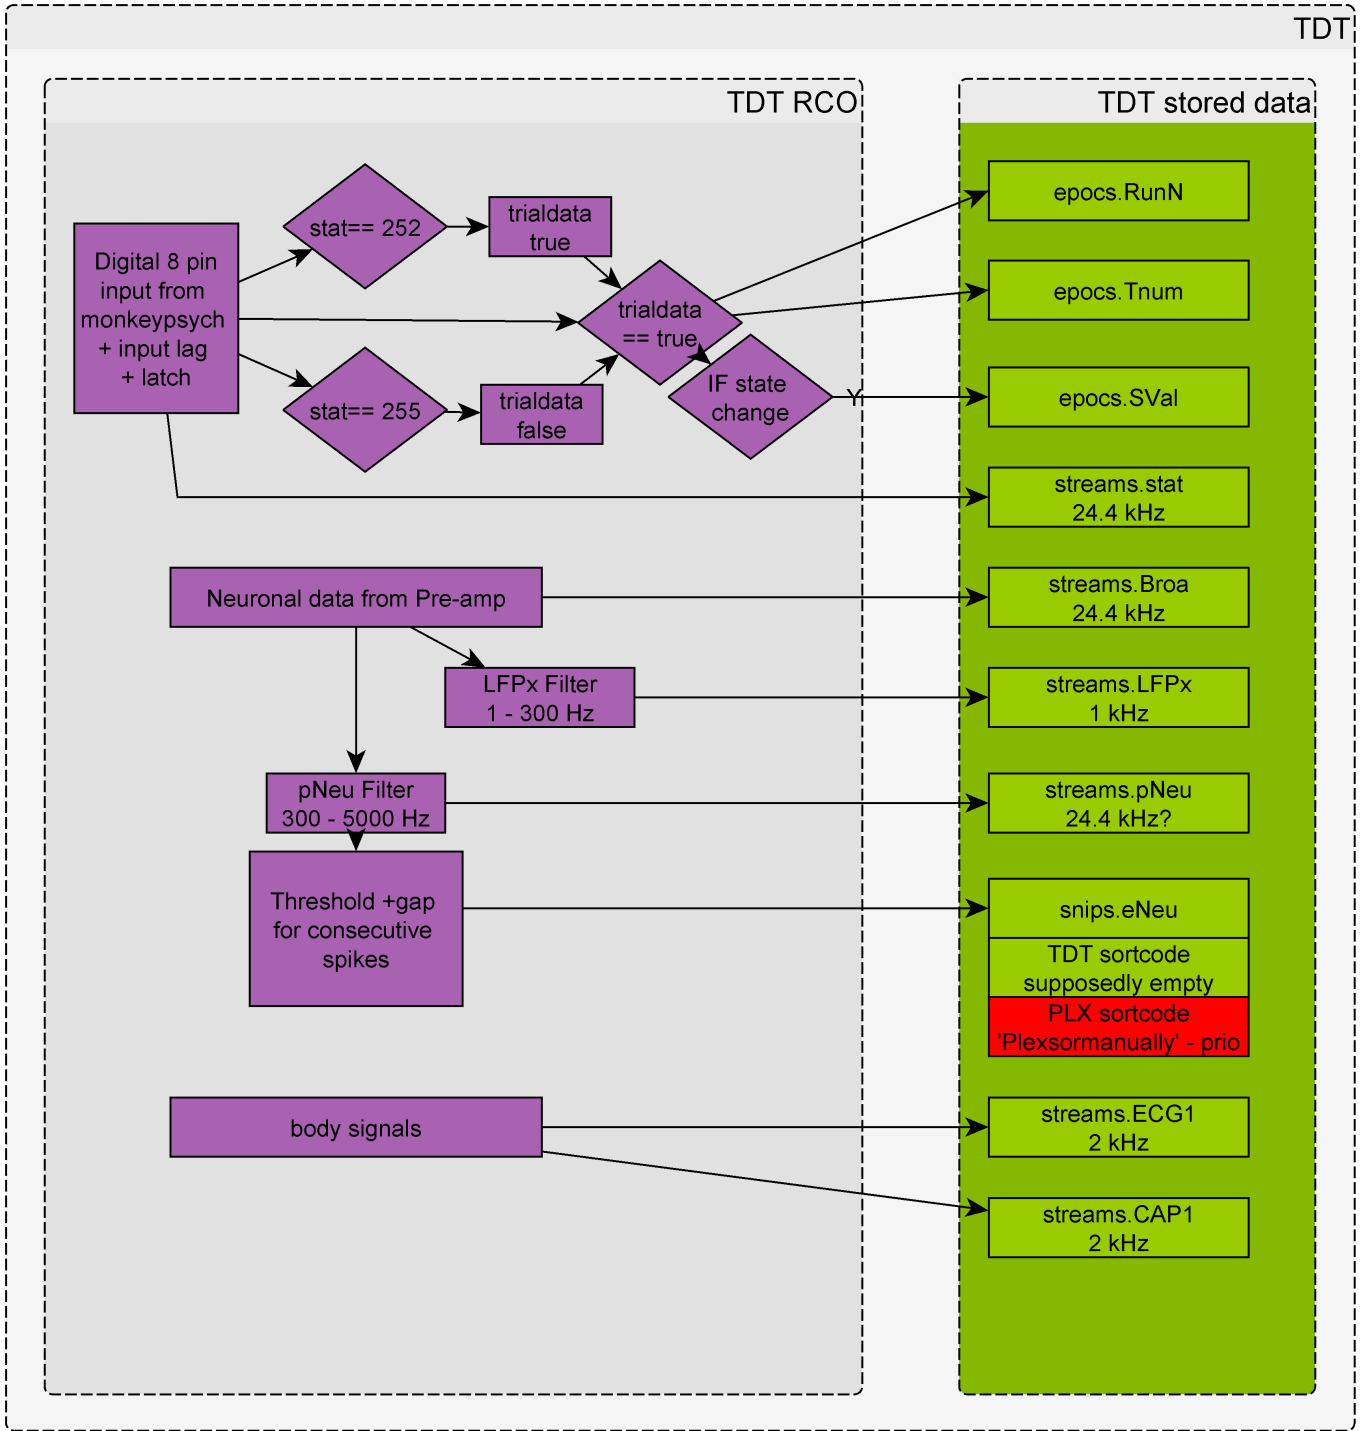 TDT
TDT RCO
TDT stored data
Digital 8 pin
input from
monkeypsych
+ input lag
+ latch
stat== 252
trialdata
true
stat== 255
trialdata
false
trialdata
== true
IF state
change
Y
epocs.RunN
epocs.Tnum
epocs.SVal
streams.stat
24.4 kHz
Neuronal data from Pre-amp
streams.Broa
24.4 kHz
LFPx Filter
1 - 300 Hz
streams.LFPx
1 kHz
pNeu Filter
300 - 5000 Hz
streams.pNeu
24.4 kHz?
Threshold +gap
for consecutive
spikes
snips.eNeu
TDT sortcode
supposedly empty
PLX sortcode
'Plexsormanually' - prio
body signals
streams.ECG1
2 kHz
streams.CAP1
2 kHz